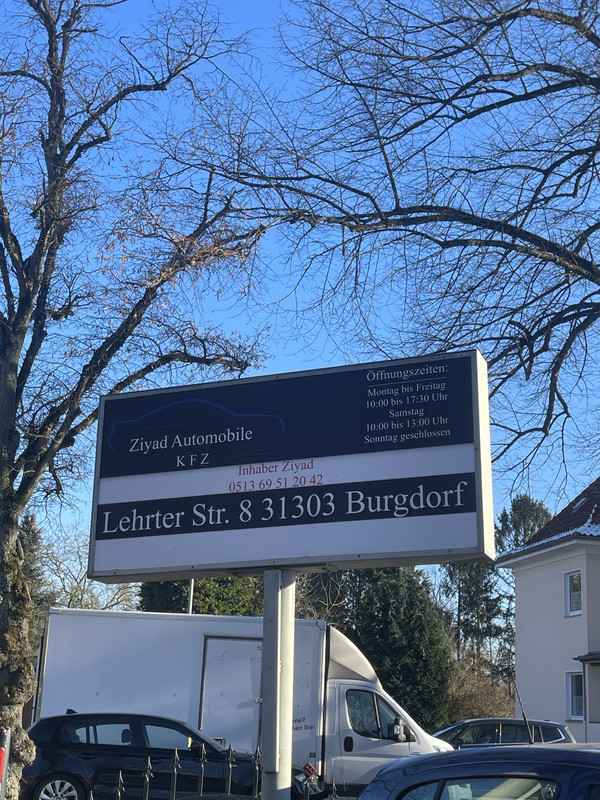 Öffnungszeiten:
Montag bis Freitag
10:00 bis 17:30 Uhr
Samstag
10:00 bis 13:00 Uhr
Sonntag geschlossen
Ziyad Automobile
KFZ
Inhaber Ziyad
0513 69 51 20 42
Lehrter Str. 8 31303 Burgdorf